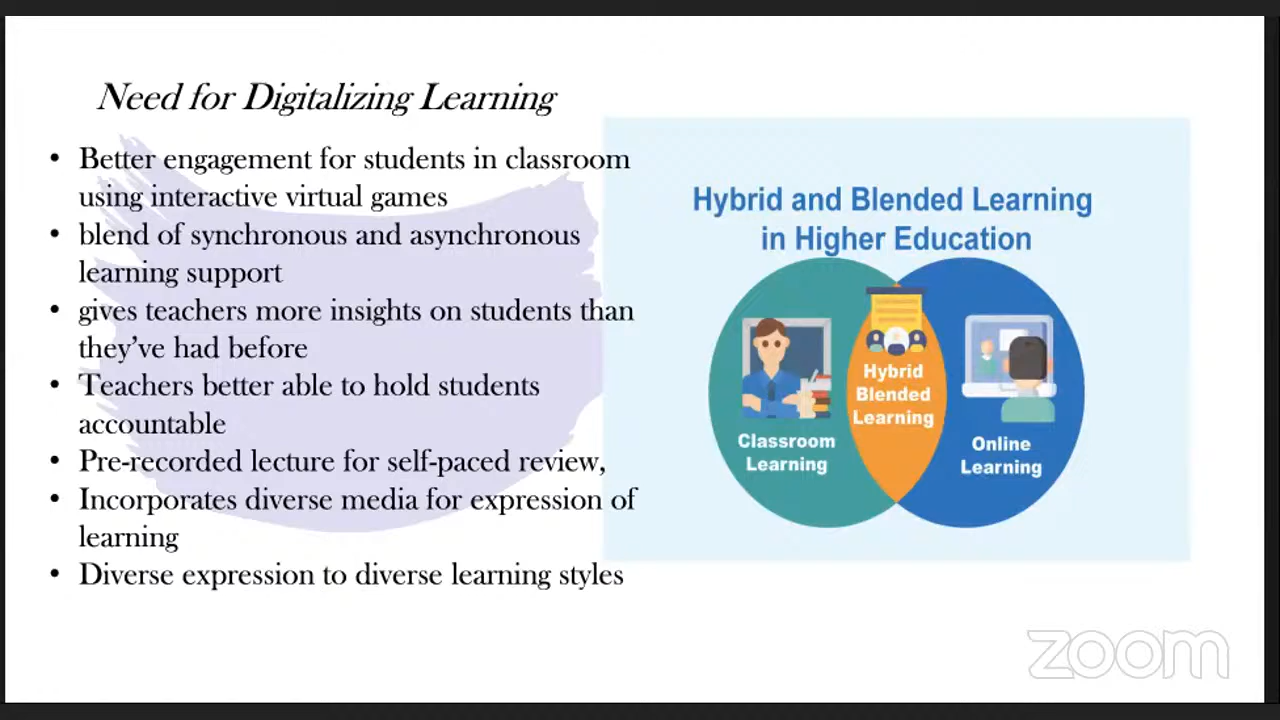 Need for Digitalizing Learning
• Better engagement for students in classroom
using interactive virtual games
• blend of synchronous and asynchronous
learning support
• gives teachers more insights on students than
they’ve had before
• Teachers better able to hold students
accountable
• Pre-recorded lecture for self-paced review,
• Incorporates diverse media for expression of
learning
• Diverse expression to diverse learning styles
Hybrid and Blended Learning
in Higher Education
Classroom
Learning
Hybrid
Blended
Learning
Online
Learning
zoom